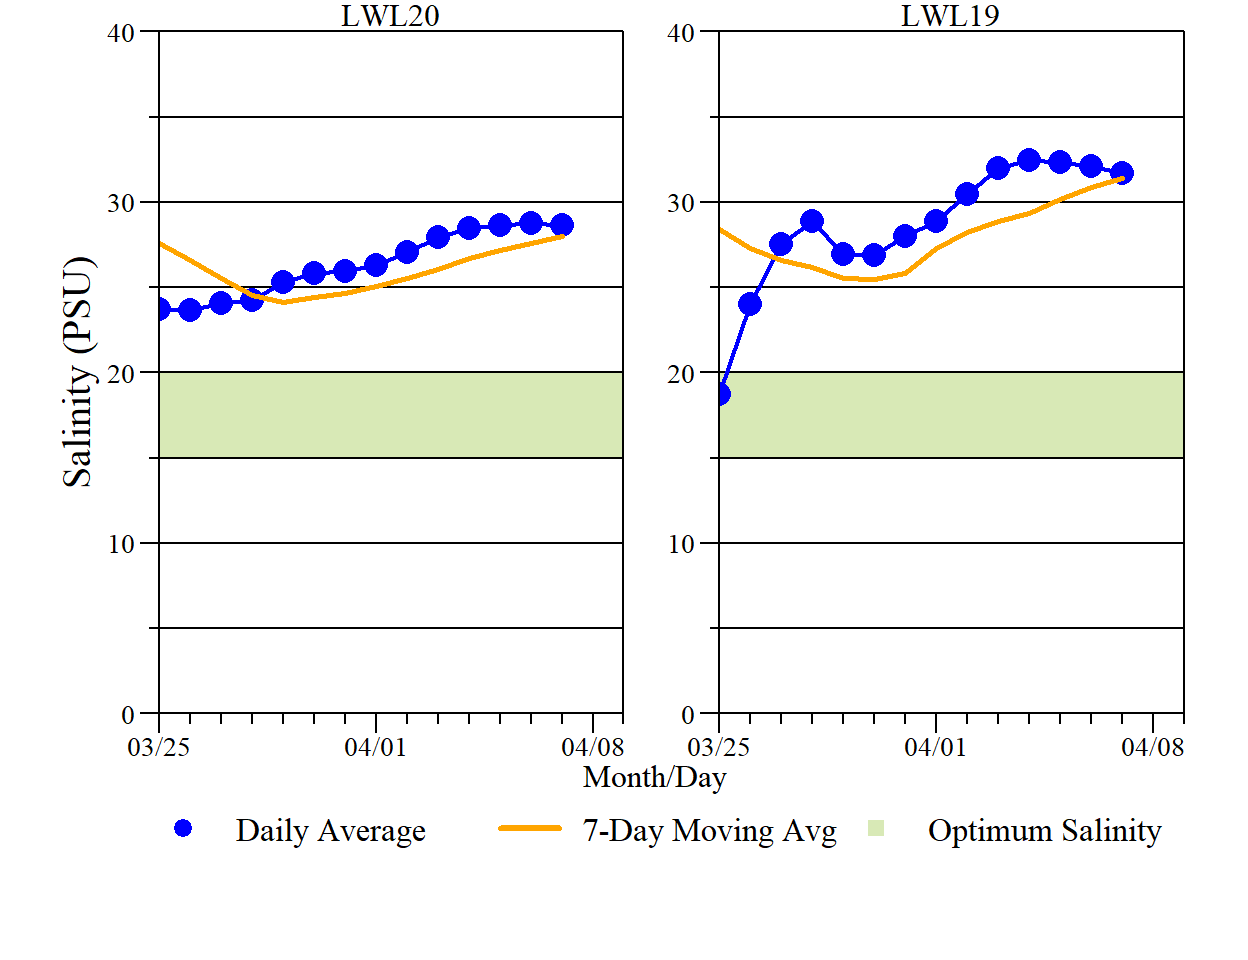 LWL20
LWL19
40
30
20
10
0
40
30
20
10
0
Salinity (PSU)
03/25
04/01
04/08
03/25
04/01
04/08
Month/Day
Daily Average
7-Day Moving Avg
Optimum Salinity